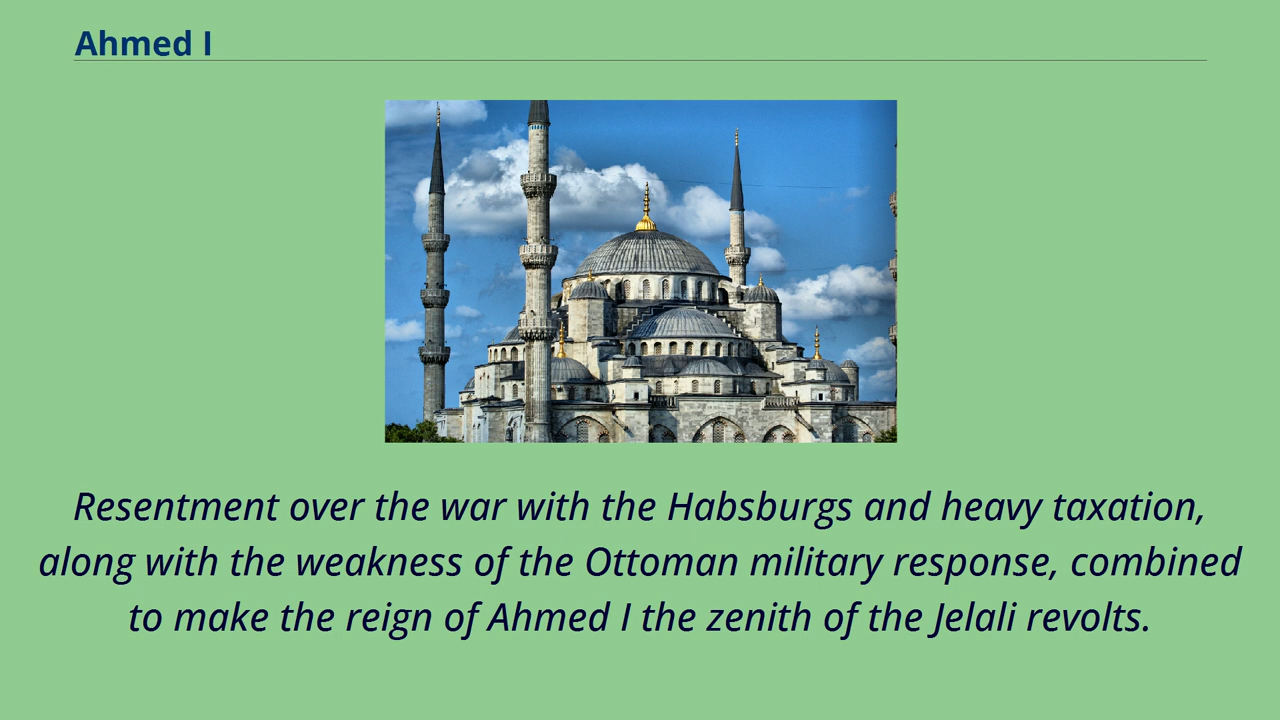 Ahmed I
Resentment over the war with the Habsburgs and heavy taxation,
along with the weakness of the Ottoman military response, combined
to make the reign of Ahmed I the zenith of the Jelali revolts.